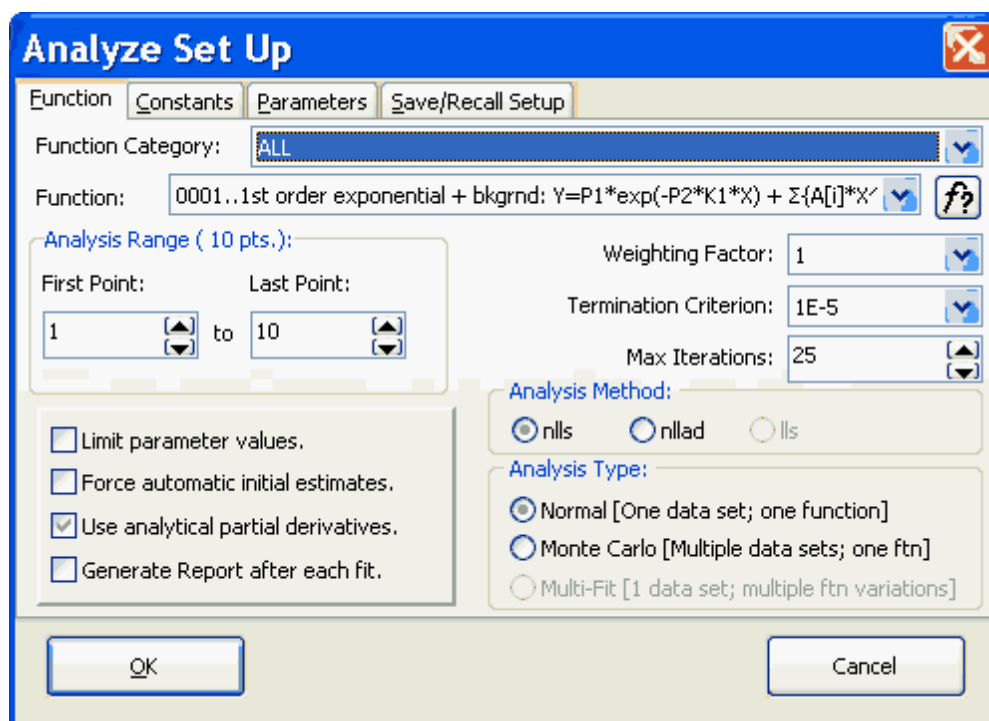 Analyze Set Up
Function Constants Parameters Save/Recall Setup
Function Category: ALL
Function: 0001..1st order exponential + bkgrnd: Y=P1*exp(-P2*K1*X) + Σ{A[i]*X^ f?
Analysis Range ( 10 pts.):
First Point: Last Point:
1 to 10
Weighting Factor: 1
Termination Criterion: 1E-5
Max Iterations: 25
Limit parameter values.
Force automatic initial estimates.
Use analytical partial derivatives.
Generate Report after each fit.
Analysis Method:
nlls nllad lls
Analysis Type:
Normal [One data set; one function]
Monte Carlo [Multiple data sets; one ftn]
Multi-Fit [1 data set; multiple ftn variations]
OK Cancel